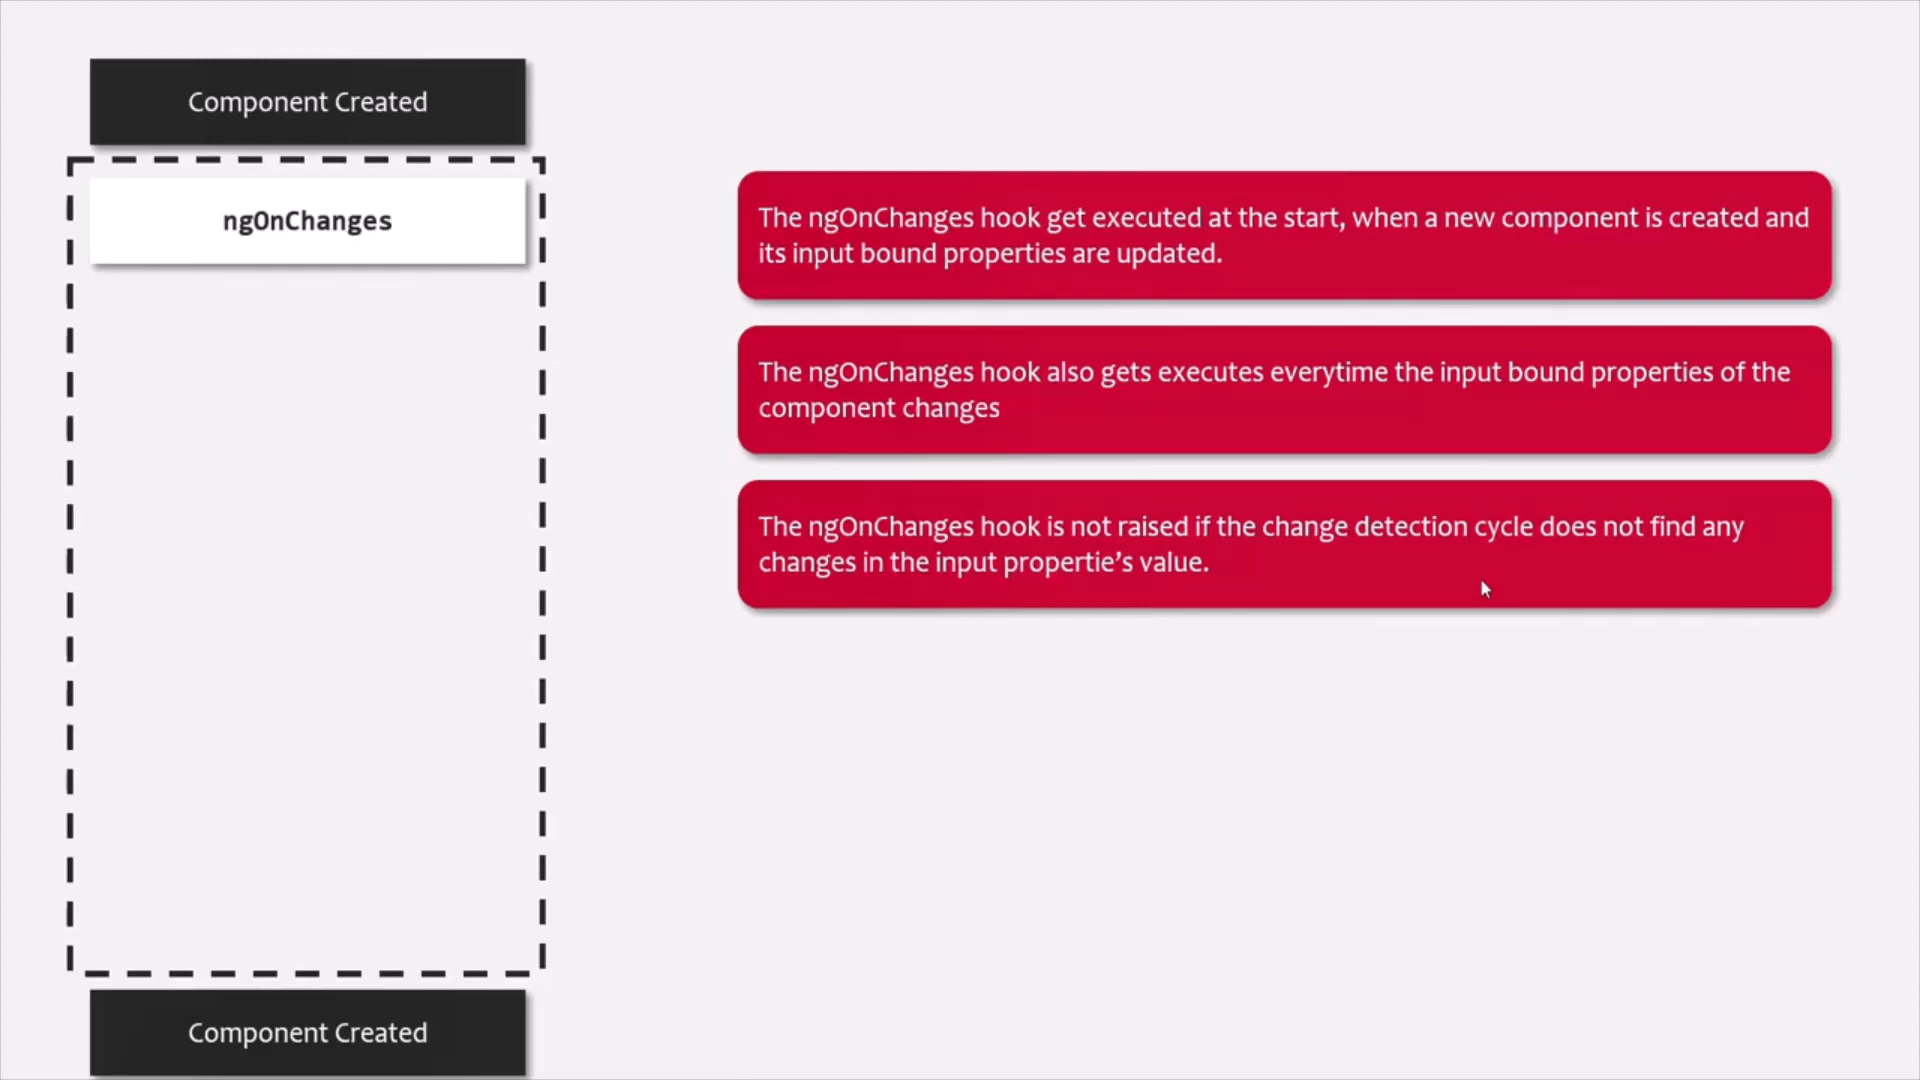 Component Created
ngOnChanges
The ngOnChanges hook get executed at the start, when a new component is created and
its input bound properties are updated.
The ngOnChanges hook also gets executes everytime the input bound properties of the
component changes
The ngOnChanges hook is not raised if the change detection cycle does not find any
changes in the input propertie’s value.
Component Created